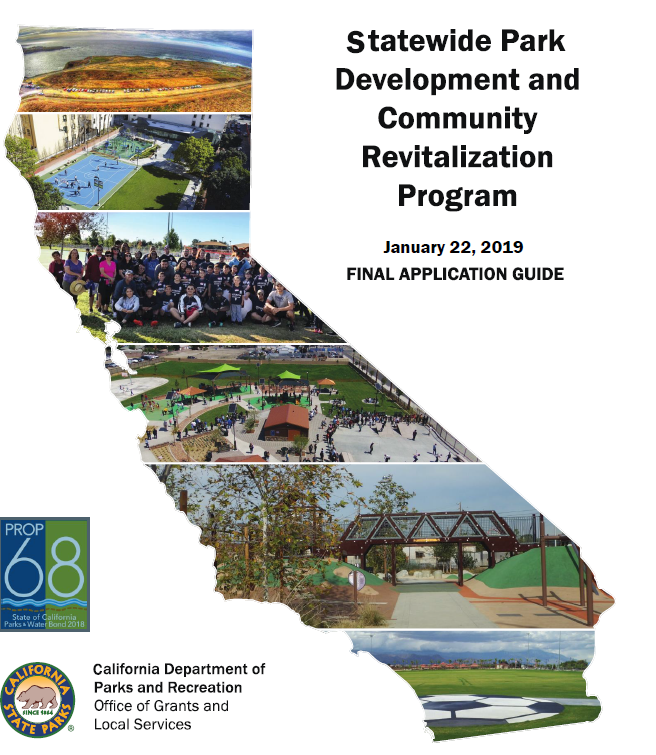 Statewide Park
Development and
Community
Revitalization
Program
January 22, 2019
FINAL APPLICATION GUIDE
PROP
68
State of California
Parks & Water Bond 2018
CALIFORNIA
SINCE 1864
STATE PARKS
®
California Department of
Parks and Recreation
Office of Grants and
Local Services